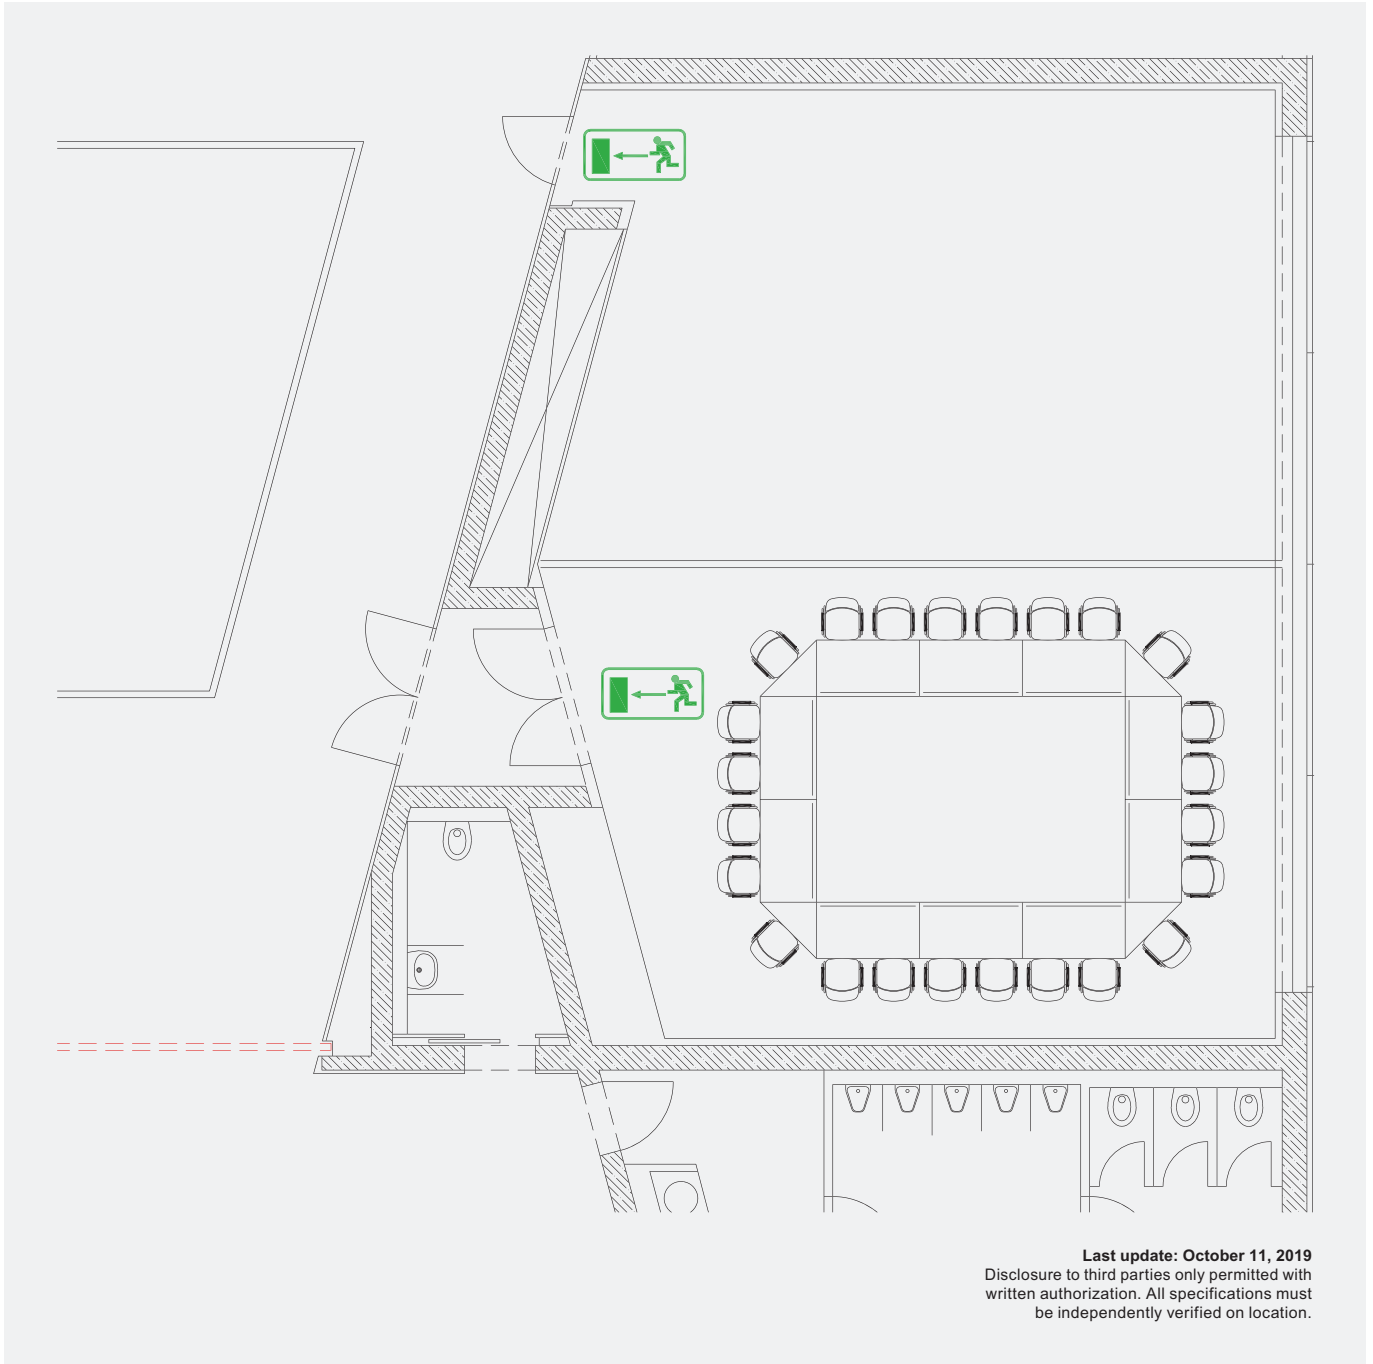 Last update: October 11, 2019
Disclosure to third parties only permitted with
written authorization. All specifications must
be independently verified on location.